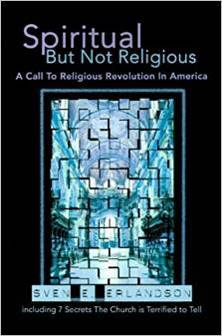 Spiritual
But Not Religious
A Call To Religious Revolution In America
SVEN E. ERLANDSON
including 7 Secrets The Church is Terrified to Tell